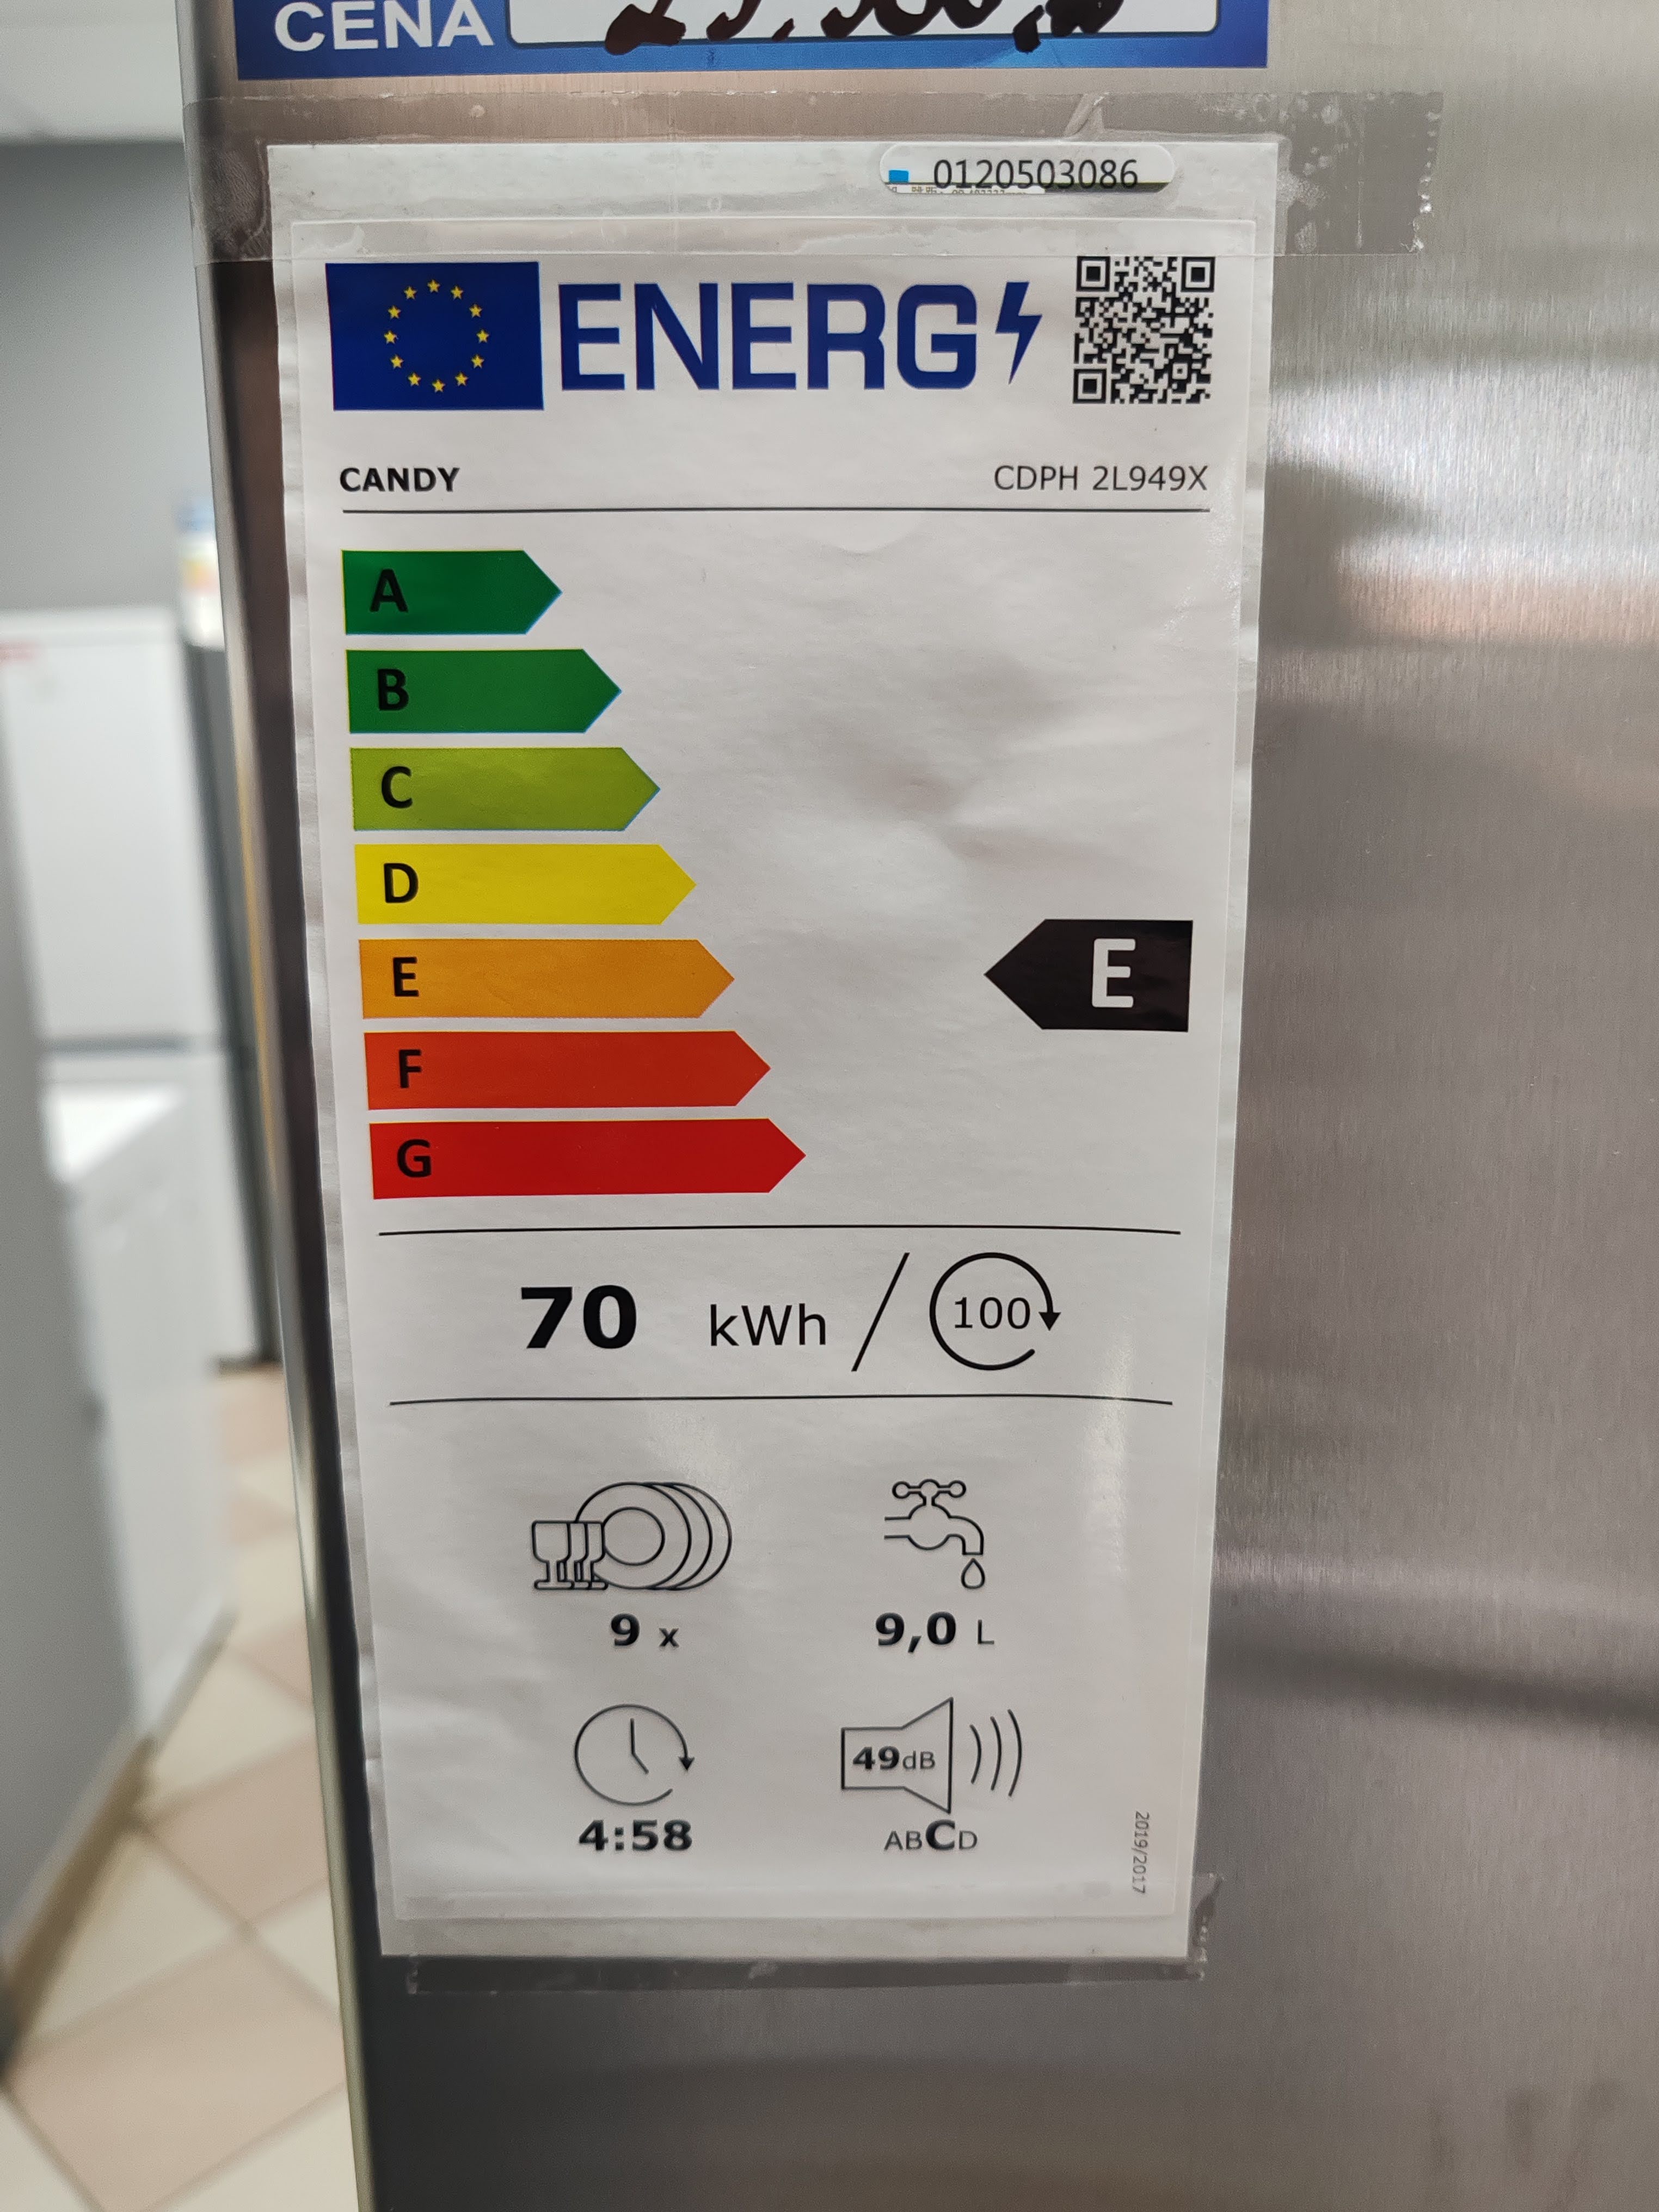 CENA
0120503086
ENERG
CANDY CDPH 2L949X
A
B
C
D
E E
F
G
70 kWh / 100
9 x 9,0 L
49dB
4:58 ABCD
2019/2017